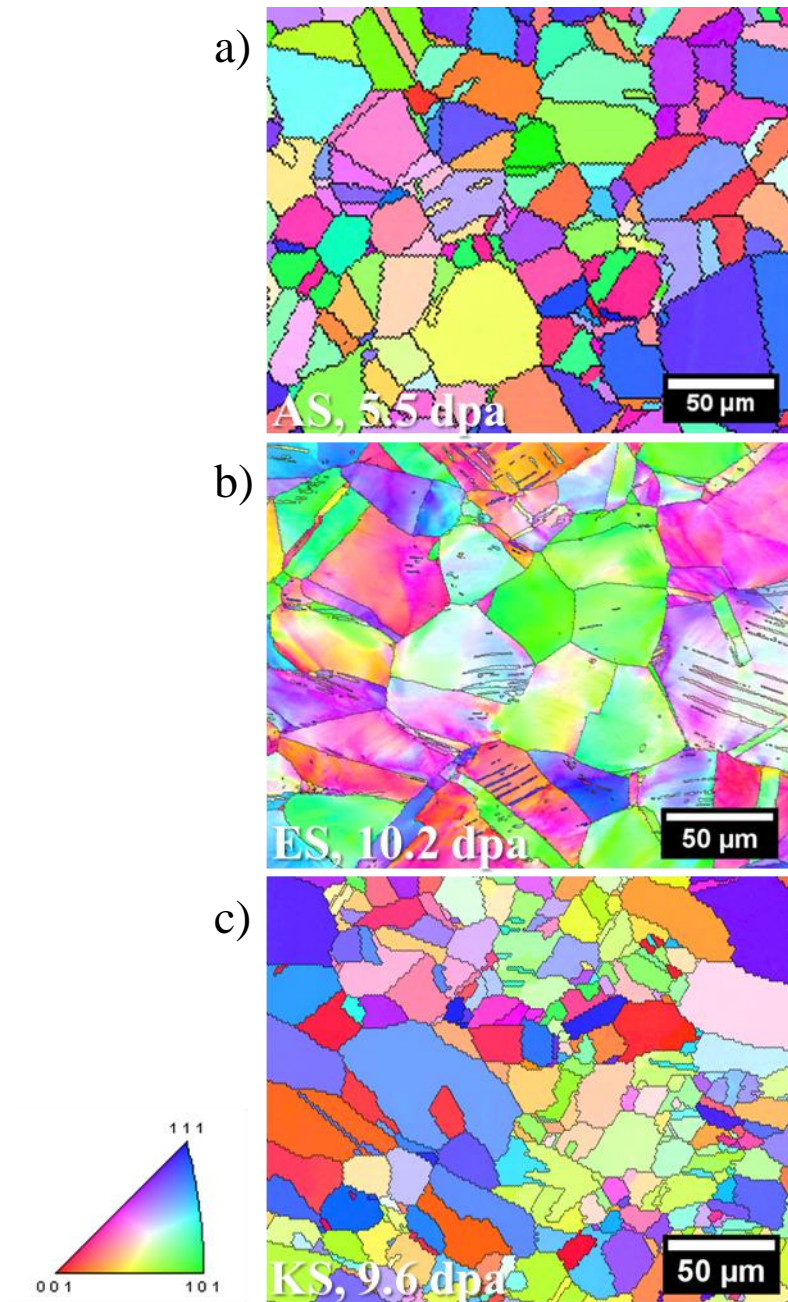 a)
50 μm
AS, 5.5 dpa
b)
50 μm
ES, 10.2 dpa
c)
111
001
101
50 μm
KS, 9.6 dpa